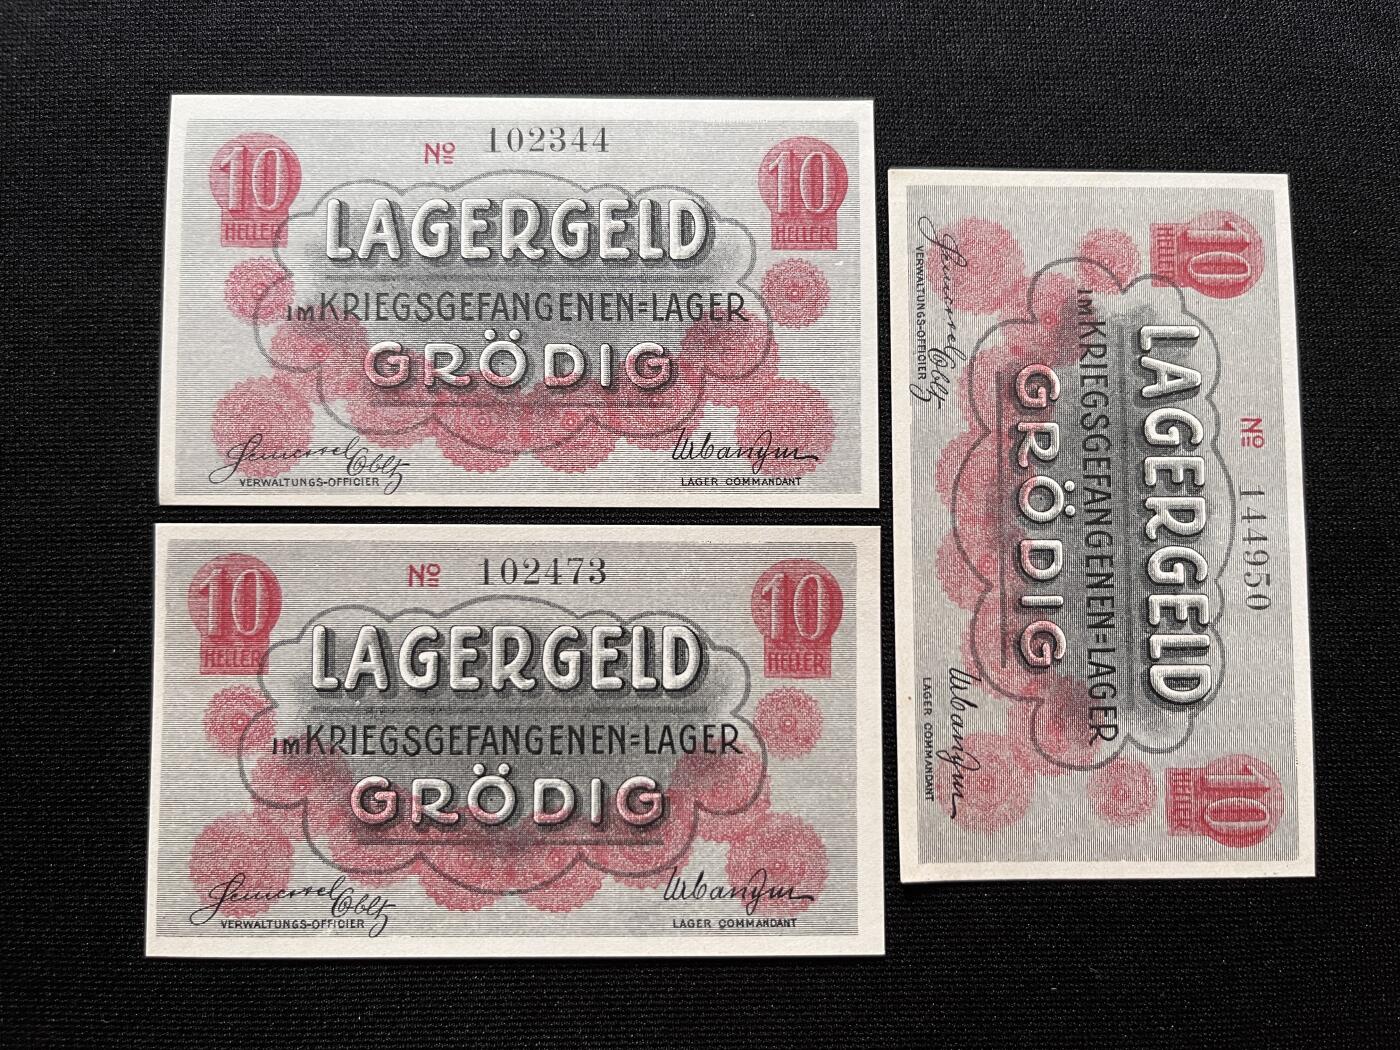 10
HELLER
No 102344
10
HELLER
LAGERGELD
IM KRIEGSGEFANGENEN=LAGER
GRÖDIG
VERWALTUNGS-OFFICIER
LAGER COMMANDANT
10
HELLER
No 102473
10
HELLER
LAGERGELD
IM KRIEGSGEFANGENEN=LAGER
GRÖDIG
VERWALTUNGS-OFFICIER
LAGER COMMANDANT
10
HELLER
No 144950
10
HELLER
LAGERGELD
IM KRIEGSGEFANGENEN=LAGER
GRÖDIG
VERWALTUNGS-OFFICIER
LAGER COMMANDANT